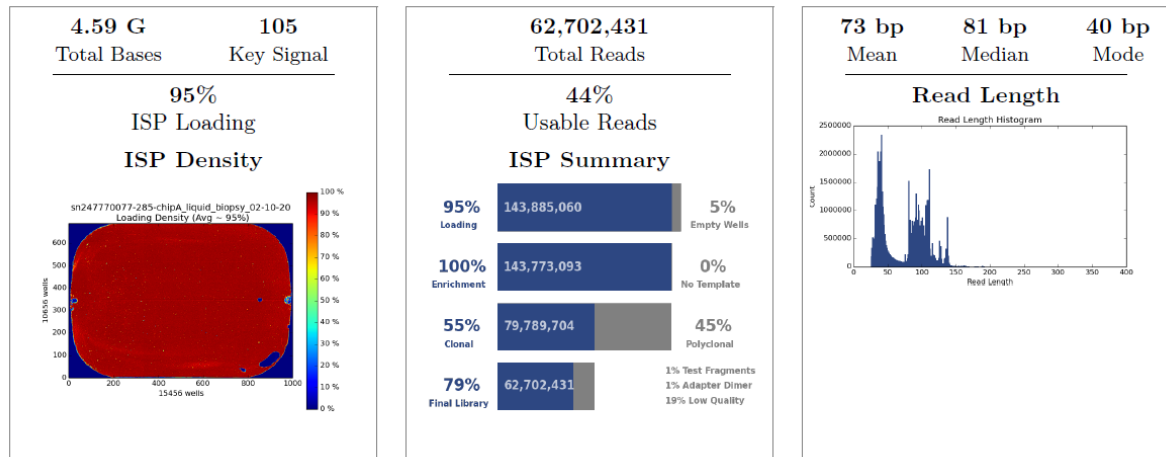 4.59 G
105
Total Bases
Key Signal
95%
ISP Loading
ISP Density
sn247770077-285-chipA_liquid_biopsy_02-10-20
Loading Density (Avg ~ 95%)
600
500
400
300
200
100
0
10656 wells
0
200
400
600
800
1000
15456 wells
100 %
90 %
80 %
70 %
60 %
50 %
40 %
30 %
20 %
10 %
0 %
62,702,431
Total Reads
44%
Usable Reads
ISP Summary
95%
Loading
143,885,060
5%
Empty Wells
100%
Enrichment
143,773,093
0%
No Template
55%
Clonal
79,789,704
45%
Polyclonal
79%
Final Library
62,702,431
1% Test Fragments
1% Adapter Dimer
19% Low Quality
73 bp
81 bp
40 bp
Mean
Median
Mode
Read Length
Read Length Histogram
2500000
2000000
1500000
1000000
500000
0
Count
0
50
100
150
200
250
300
350
400
Read Length